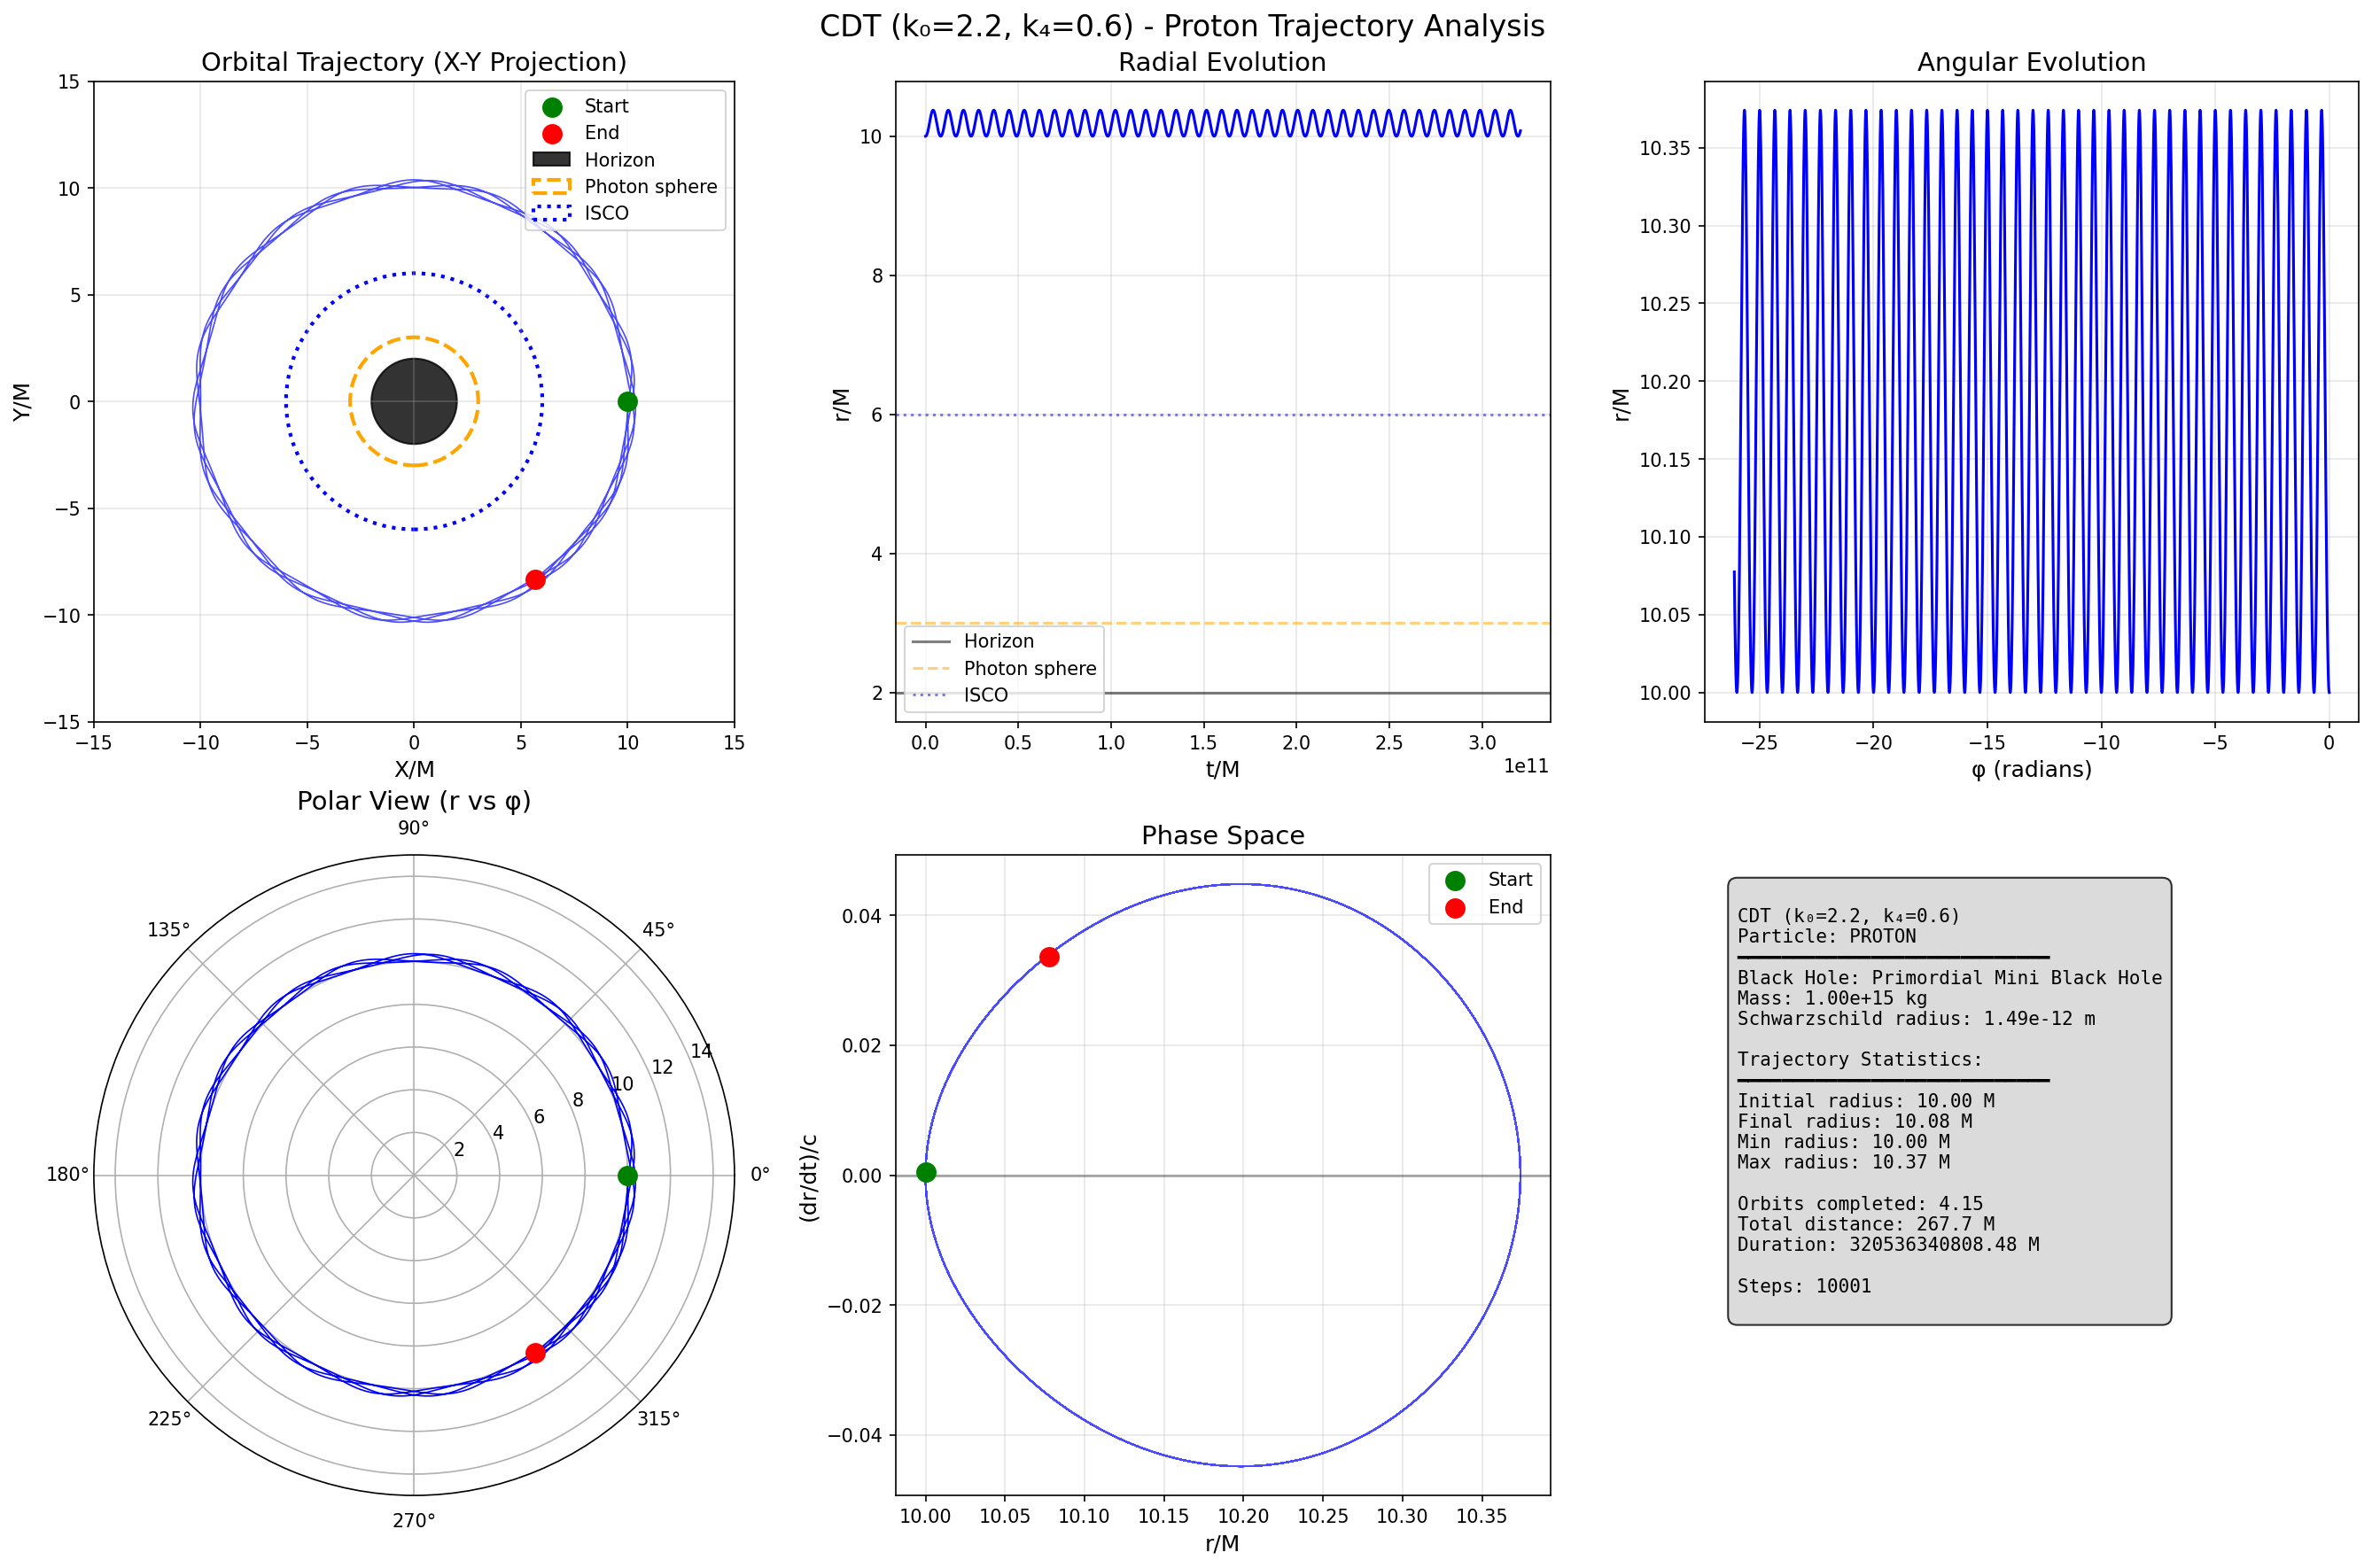 CDT (k₀=2.2, k₄=0.6) - Proton Trajectory Analysis
Orbital Trajectory (X-Y Projection)
15
10
5
0
−5
−10
−15
−15
−10
−5
0
5
10
15
Y/M
X/M
Start
End
Horizon
Photon sphere
ISCO
Radial Evolution
10
8
6
4
2
0.0
0.5
1.0
1.5
2.0
2.5
3.0
1e11
r/M
t/M
Horizon
Photon sphere
ISCO
Angular Evolution
10.35
10.30
10.25
10.20
10.15
10.10
10.05
10.00
−25
−20
−15
−10
−5
0
r/M
φ (radians)
Polar View (r vs φ)
90°
135°
45°
180°
0°
225°
315°
270°
2
4
6
8
10
12
14
Phase Space
0.04
0.02
0.00
−0.02
−0.04
10.00
10.05
10.10
10.15
10.20
10.25
10.30
10.35
(dr/dt)/c
r/M
Start
End
CDT (k₀=2.2, k₄=0.6)
Particle: PROTON
Black Hole: Primordial Mini Black Hole
Mass: 1.00e+15 kg
Schwarzschild radius: 1.49e-12 m
Trajectory Statistics:
Initial radius: 10.00 M
Final radius: 10.08 M
Min radius: 10.00 M
Max radius: 10.37 M
Orbits completed: 4.15
Total distance: 267.7 M
Duration: 320536340808.48 M
Steps: 10001